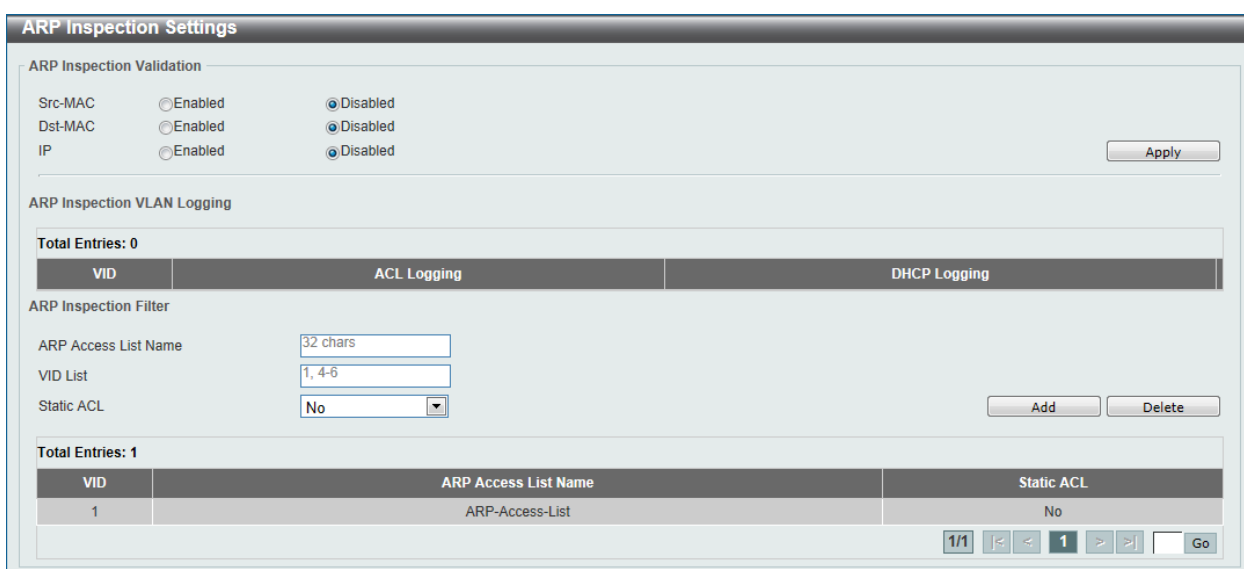 ARP Inspection Settings
ARP Inspection Validation
Src-MAC Enabled Disabled
Dst-MAC Enabled Disabled
IP Enabled Disabled Apply
ARP Inspection VLAN Logging
Total Entries: 0
VID ACL Logging DHCP Logging
ARP Inspection Filter
ARP Access List Name 32 chars
VID List 1, 4-6
Static ACL No Add Delete
Total Entries: 1
VID ARP Access List Name Static ACL
1 ARP-Access-List No
1/1 |< < 1 > >| Go